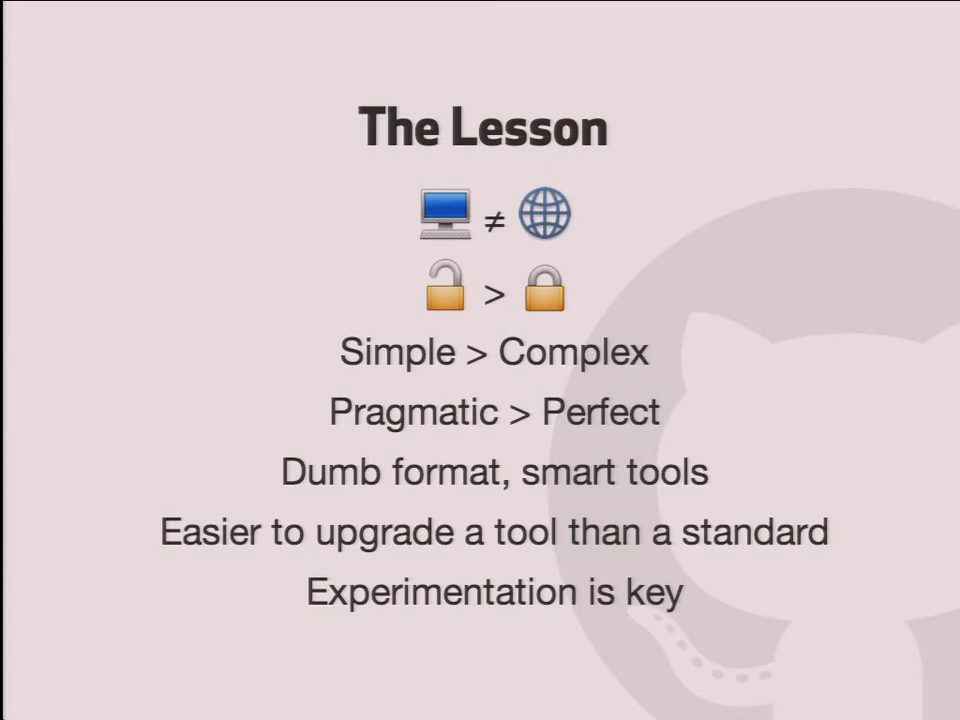 The Lesson
≠
>
Simple > Complex
Pragmatic > Perfect
Dumb format, smart tools
Easier to upgrade a tool than a standard
Experimentation is key